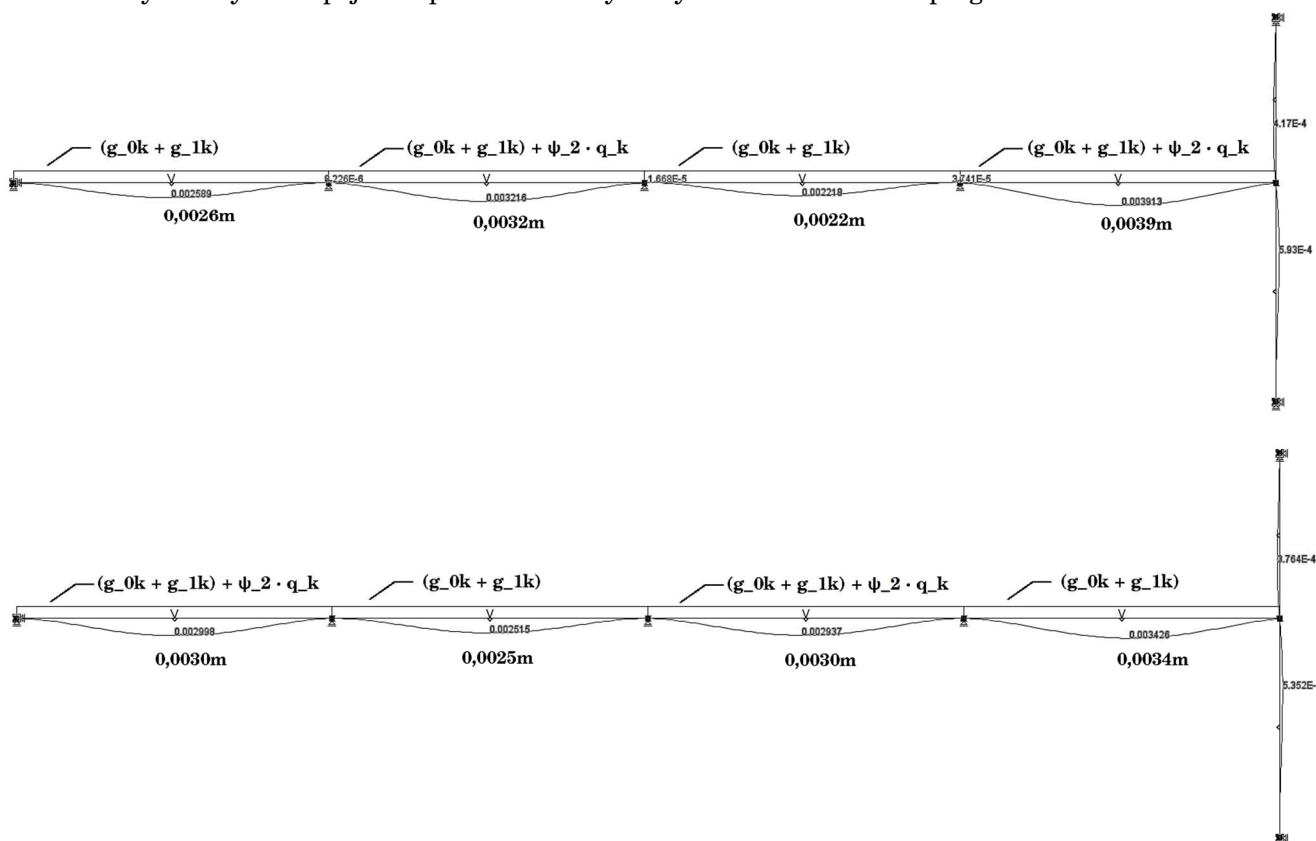 (g_0k + g_1k)
(g_0k + g_1k) + ψ_2 · q_k
(g_0k + g_1k)
(g_0k + g_1k) + ψ_2 · q_k
4.17E-4
8.226E-6
1.668E-5
3.741E-5
0.002589
0.003216
0.002218
0.003913
0,0026m
0,0032m
0,0022m
0,0039m
5.93E-4
(g_0k + g_1k) + ψ_2 · q_k
(g_0k + g_1k)
(g_0k + g_1k) + ψ_2 · q_k
(g_0k + g_1k)
3.764E-4
0.002998
0.002515
0.002937
0.003426
0,0030m
0,0025m
0,0030m
0,0034m
5.352E-